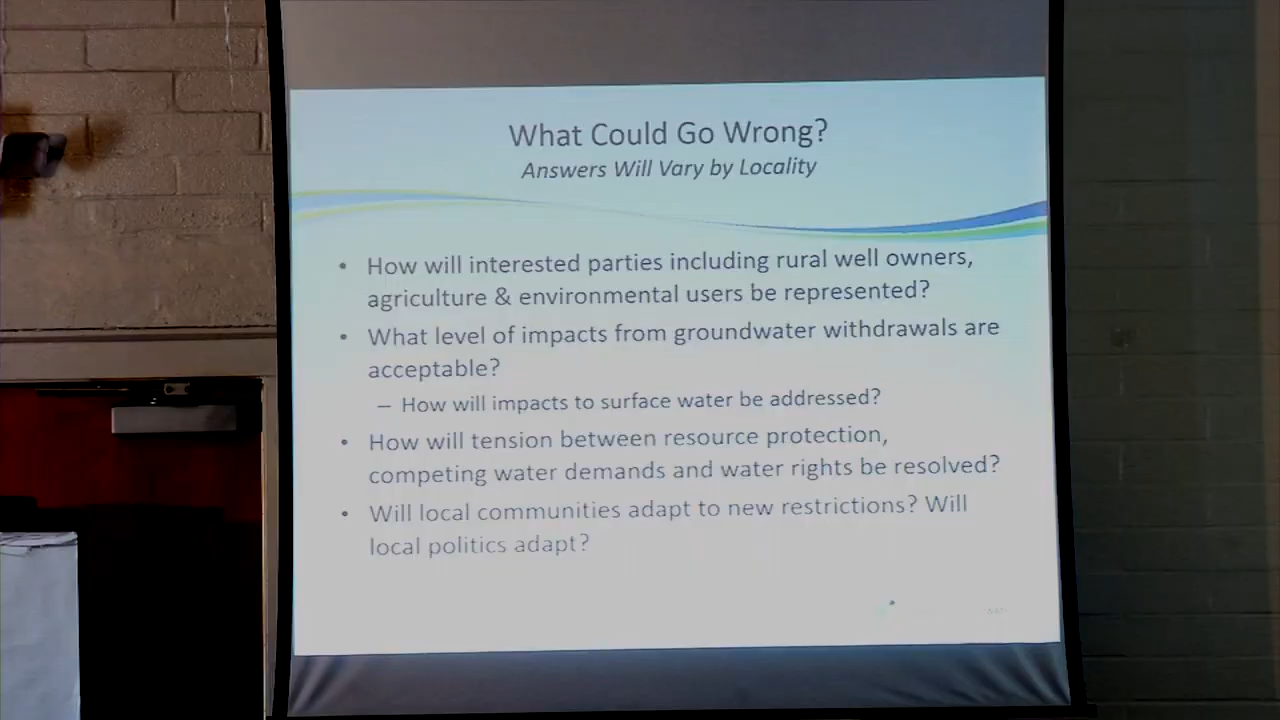 What Could Go Wrong?
Answers Will Vary by Locality
• How will interested parties including rural well owners,
agriculture & environmental users be represented?
• What level of impacts from groundwater withdrawals are
acceptable?
– How will impacts to surface water be addressed?
• How will tension between resource protection,
competing water demands and water rights be resolved?
• Will local communities adapt to new restrictions? Will
local politics adapt?